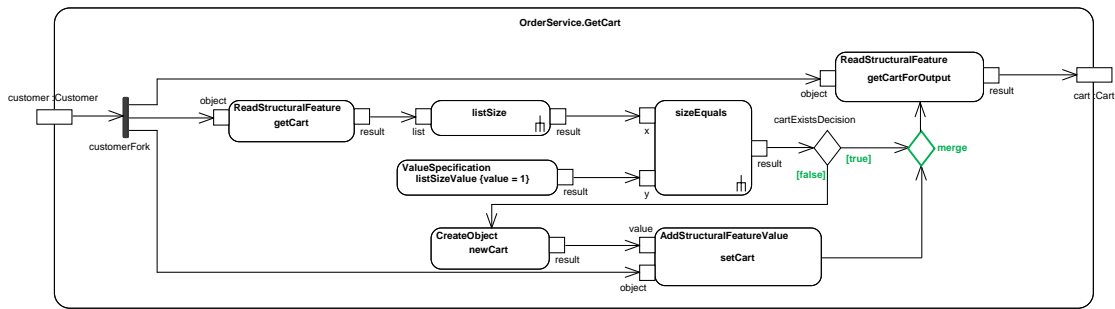 OrderService.GetCart
ReadStructuralFeature
getCartForOutput
object
result
cart :Cart
customer :Customer
customerFork
object
ReadStructuralFeature
getCart
result
list
listSize
result
x
sizeEquals
y
result
cartExistsDecision
[true]
[false]
merge
ValueSpecification
listSizeValue {value = 1}
result
CreateObject
newCart
result
value
AddStructuralFeatureValue
setCart
object